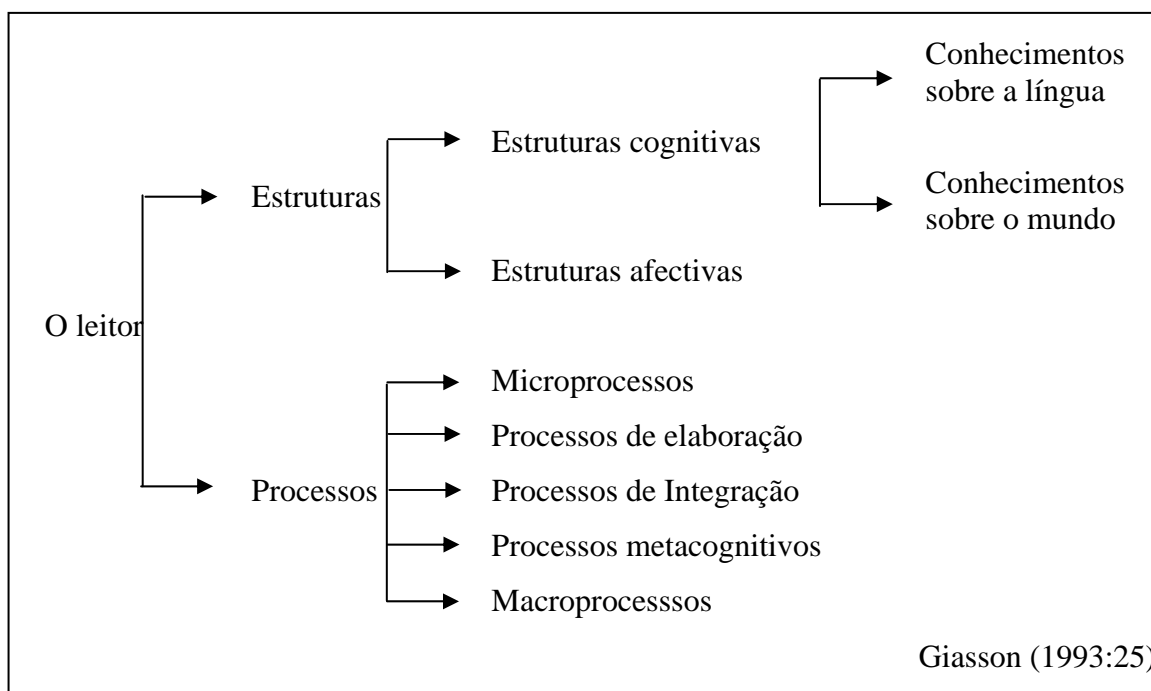 Conhecimentos
sobre a língua
Estruturas cognitivas
Conhecimentos
sobre o mundo
Estruturas
Estruturas afectivas
O leitor
Microprocessos
Processos de elaboração
Processos
Processos de Integração
Processos metacognitivos
Macroprocesssos
Giasson (1993:25)